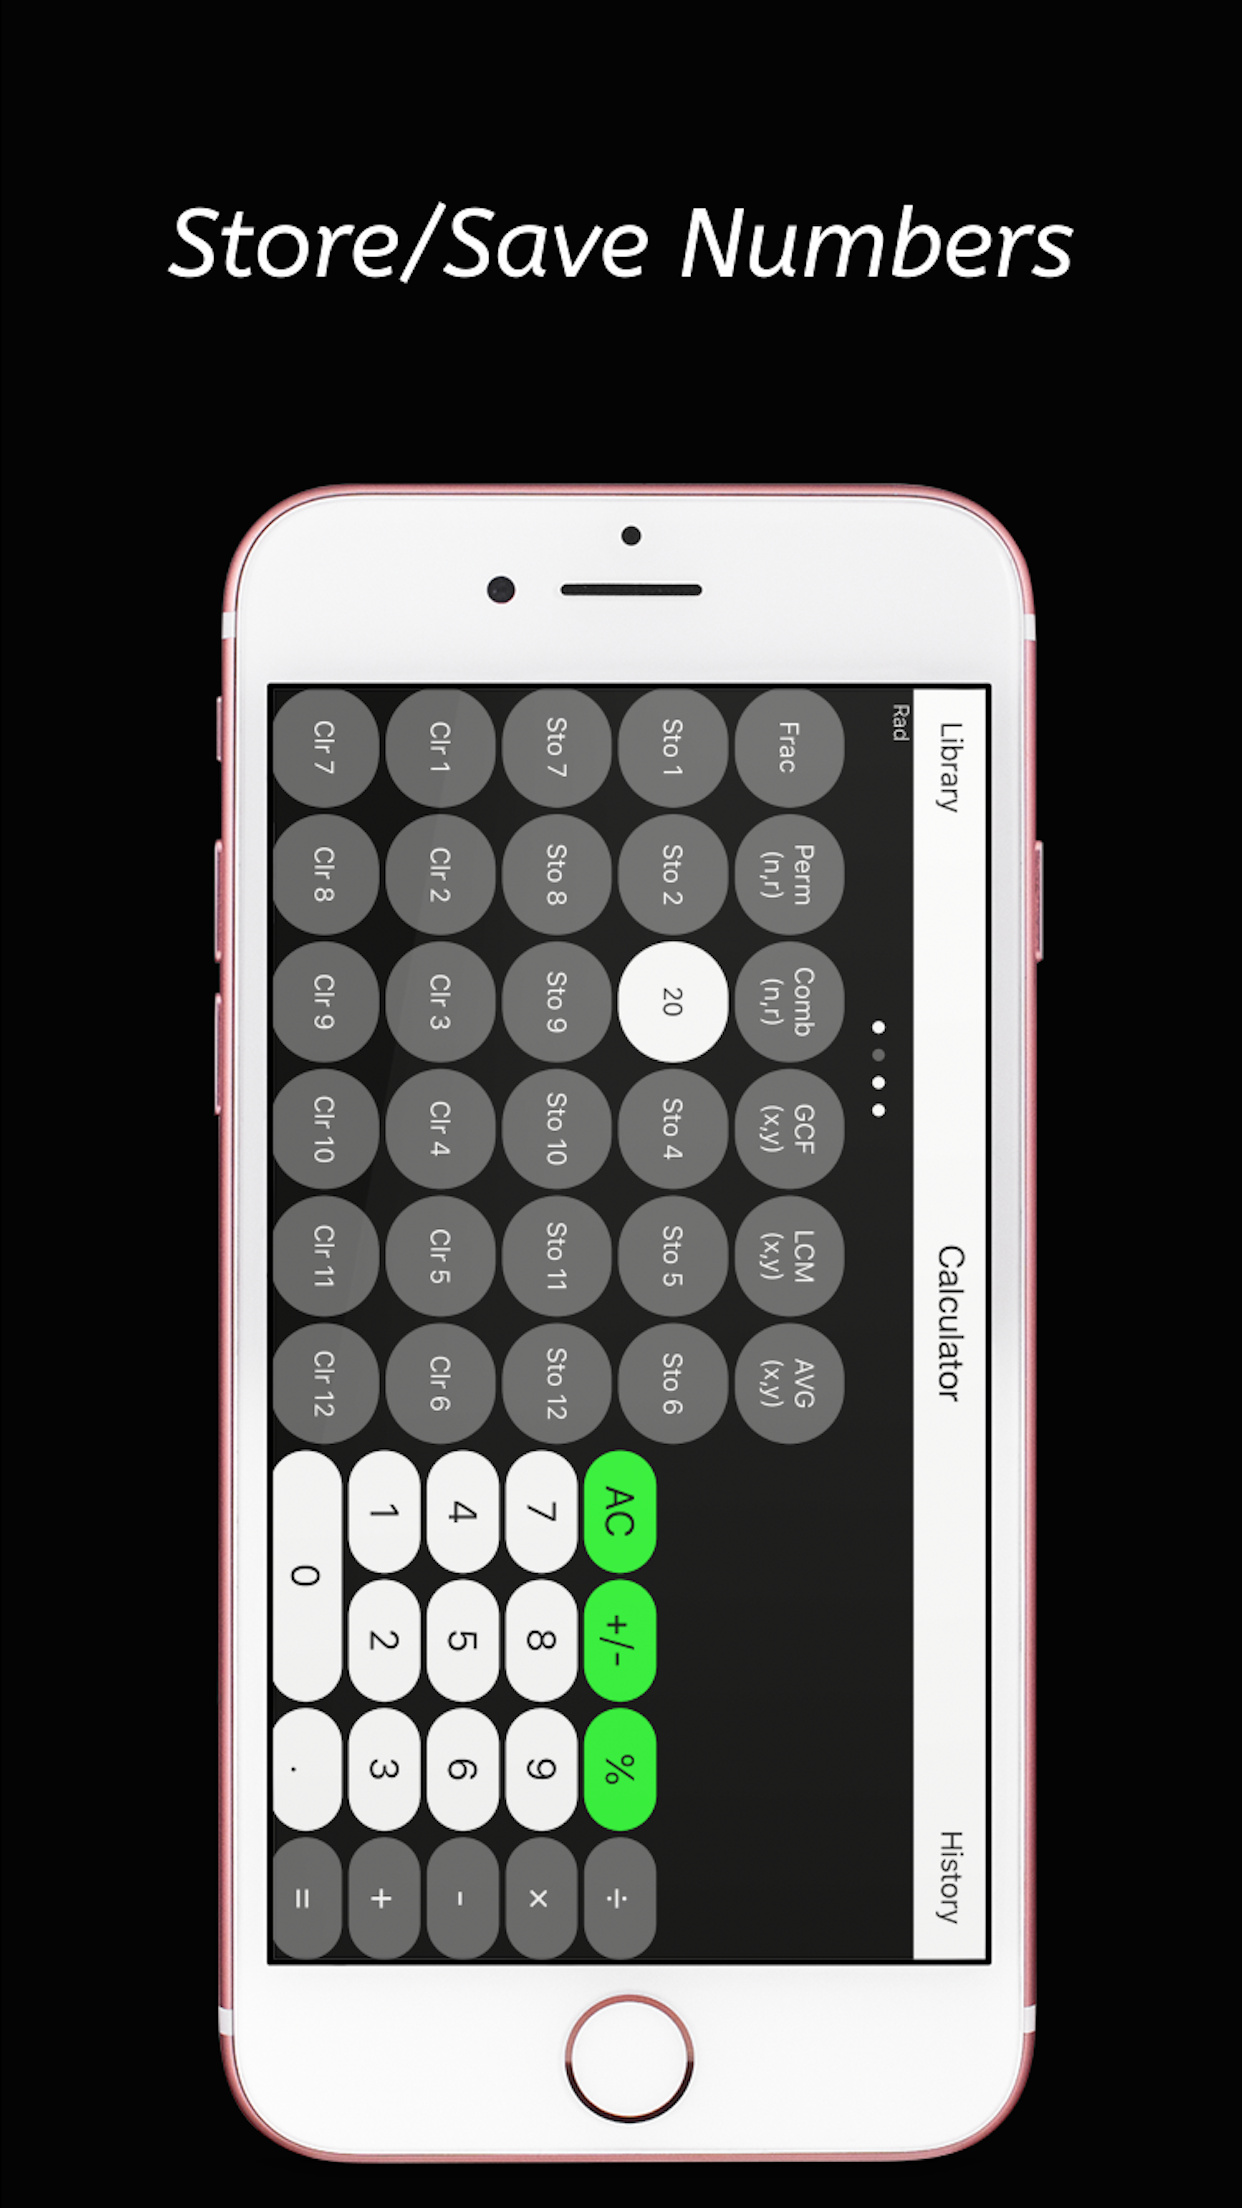 Store/Save Numbers
Library Calculator History
Rad
Frac Perm (n,r) Comb (n,r) GCF (x,y) LCM (x,y) AVG (x,y)
Sto 1 Sto 2 20 Sto 4 Sto 5 Sto 6
AC +/- % ÷
Sto 7 Sto 8 Sto 9 Sto 10 Sto 11 Sto 12
7 8 9 ×
Clr 1 Clr 2 Clr 3 Clr 4 Clr 5 Clr 6
4 5 6 -
1 2 3 +
Clr 7 Clr 8 Clr 9 Clr 10 Clr 11 Clr 12
0 . =